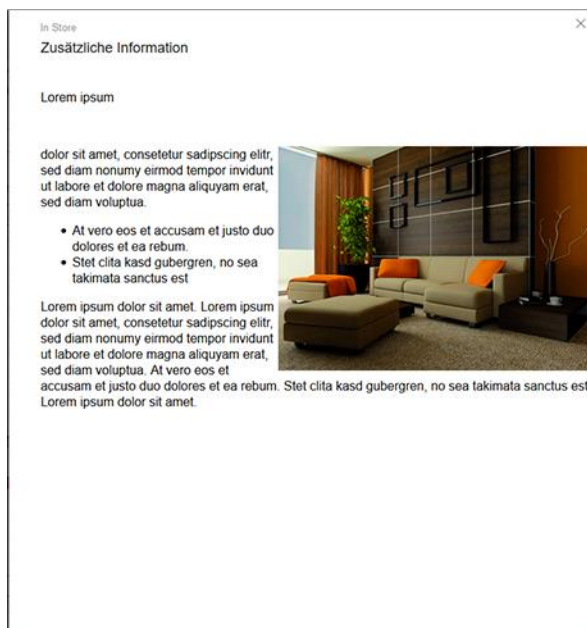 In Store
Zusätzliche Information
Lorem ipsum
dolor sit amet, consetetur sadipscing elitr,
sed diam nonumy eirmod tempor invidunt
ut labore et dolore magna aliquyam erat,
sed diam voluptua.
• At vero eos et accusam et justo duo
dolores et ea rebum.
• Stet clita kasd gubergren, no sea
takimata sanctus est
Lorem ipsum dolor sit amet. Lorem ipsum
dolor sit amet, consetetur sadipscing elitr,
sed diam nonumy eirmod tempor invidunt
ut labore et dolore magna aliquyam erat,
sed diam voluptua. At vero eos et
accusam et justo duo dolores et ea rebum. Stet clita kasd gubergren, no sea takimata sanctus est
Lorem ipsum dolor sit amet.